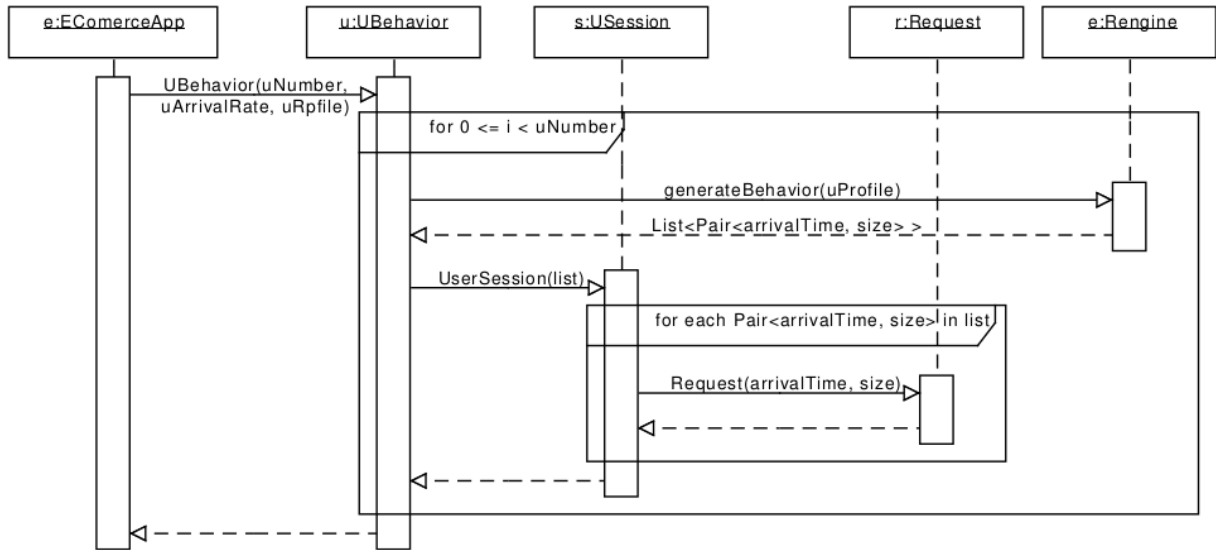 e:EComerceApp
u:UBehavior
s:USession
r:Request
e:Rengine
UBehavior(uNumber,
uArrivalRate, uRpfile)
for 0 <= i < uNumber
generateBehavior(uProfile)
List<Pair<arrivalTime, size> >
UserSession(list)
for each Pair<arrivalTime, size> in list
Request(arrivalTime, size)